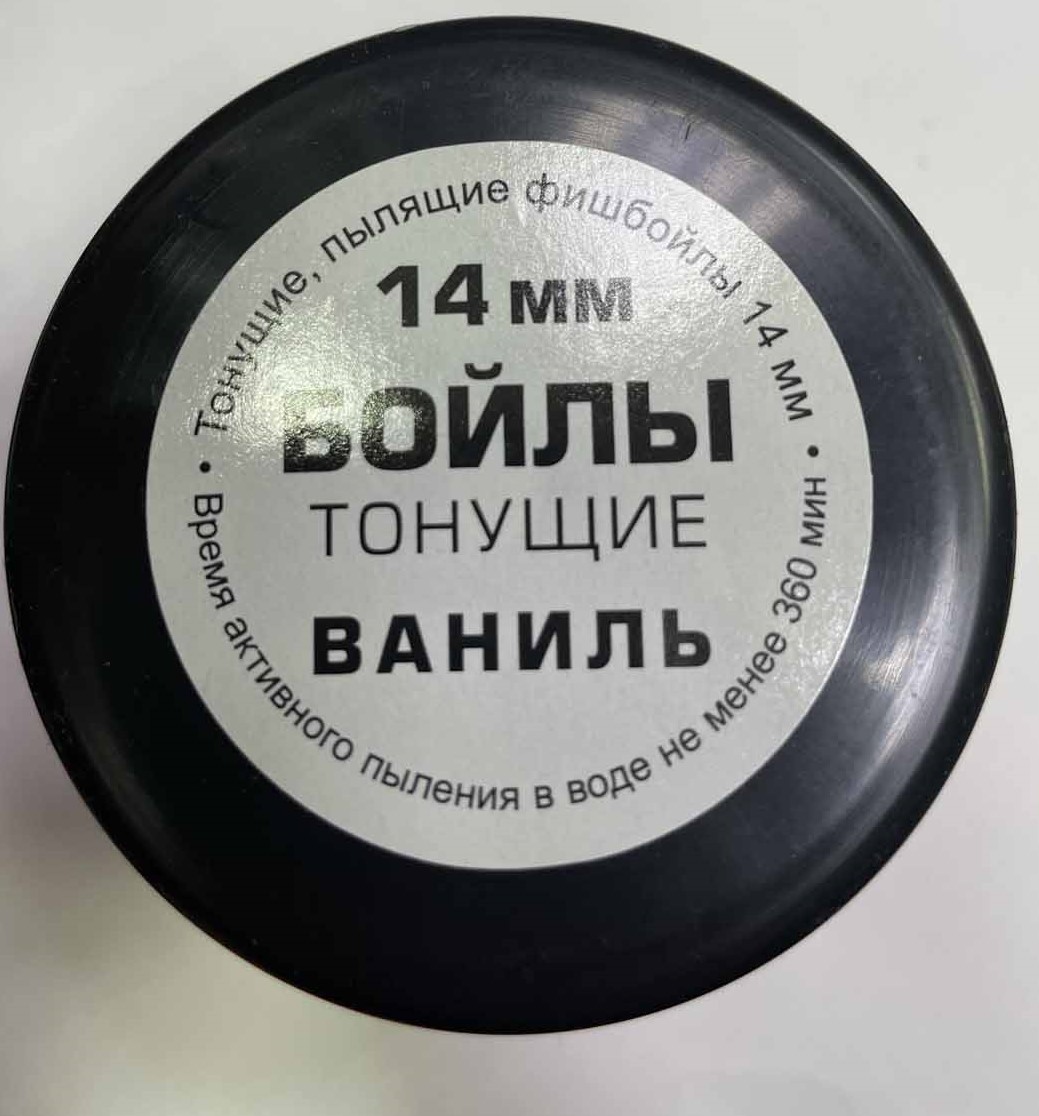 Тонущие, пылящие фишбойлы 14 мм
14 мм
БОЙЛЫ
ТОНУЩИЕ
ВАНИЛЬ
• Время активного пыления в воде не менее 360 мин •